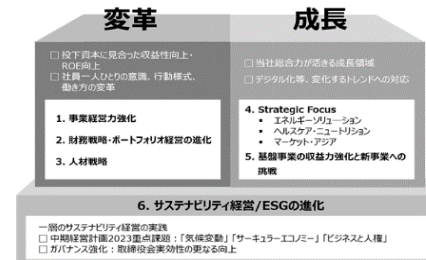 変革
□ 投下資本に見合った収益性向上・
ROE向上
□ 社員一人ひとりの意識、行動様式、
働き方の変革
1. 事業経営力強化
2. 財務戦略・ポートフォリオ経営の進化
3. 人材戦略
成長
□ 当社総合力が活きる成長領域
□ デジタル化等、変化するトレンドへの対応
4. Strategic Focus
▪ エネルギーソリューション
▪ ヘルスケア・ニュートリション
▪ マーケット・アジア
5. 基盤事業の収益力強化と新事業への
挑戦
6. サステナビリティ経営/ESGの進化
一層のサステナビリティ経営の実践
□ 中期経営計画2023重点課題：「気候変動」「サーキュラーエコノミー」「ビジネスと人権」
□ ガバナンス強化：取締役会実効性の更なる向上